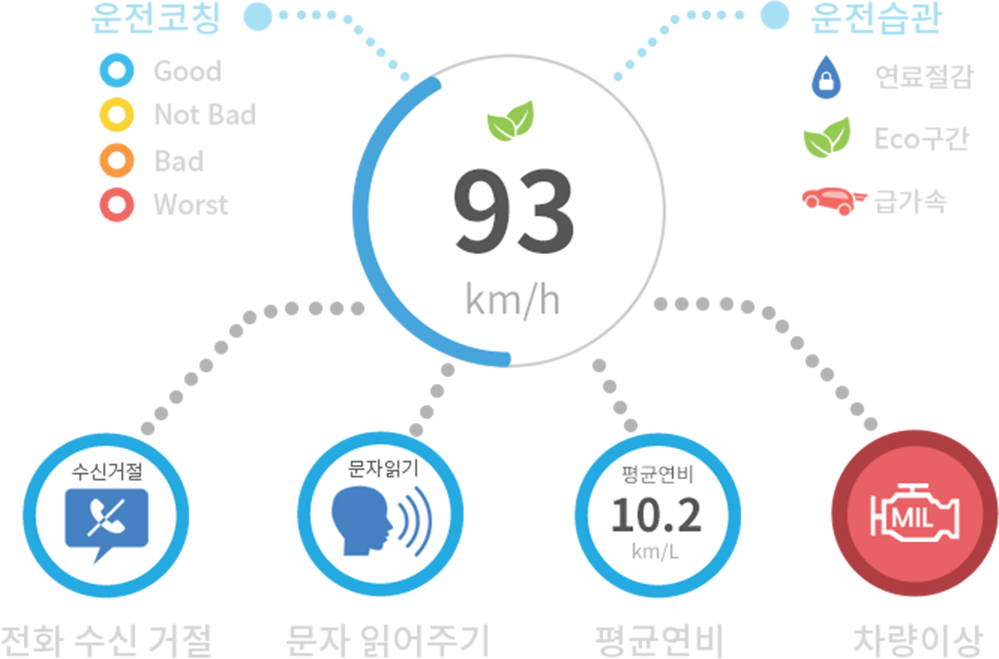 운전코칭
Good
Not Bad
Bad
Worst
93
km/h
운전습관
연료절감
Eco구간
급가속
수신거절
전화 수신 거절
문자읽기
문자 읽어주기
평균연비
10.2
km/L
평균연비
MIL
차량이상